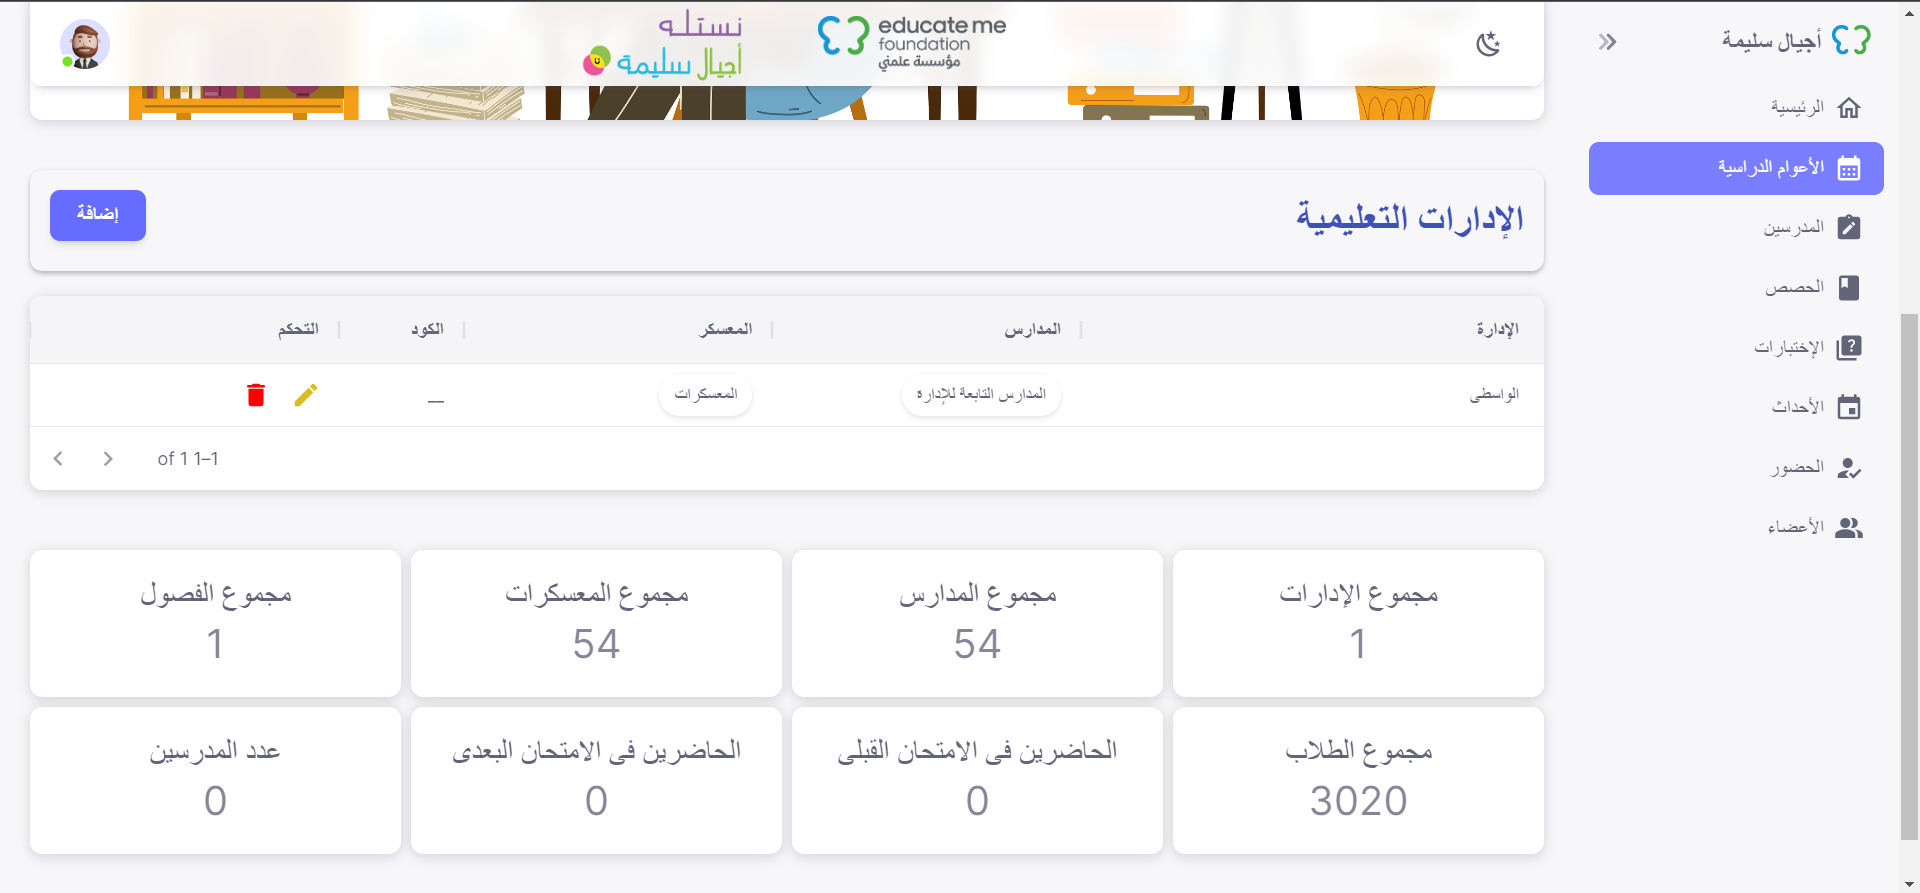 أجيال سليمة
الرئيسية
الأعوام الدراسية
المدرسين
الحصص
الإختبارات
الأحداث
الحضور
الأعضاء
educate me
foundation
مؤسسة علمني
نستله
أجيال سليمة
الإدارات التعليمية
إضافة
الإدارة المدارس المعسكر الكود التحكم
الواسطى المدارس التابعة للإدارة المعسكرات __
1–1 of 1
مجموع الإدارات
1
مجموع المدارس
54
مجموع المعسكرات
54
مجموع الفصول
1
مجموع الطلاب
3020
الحاضرين فى الامتحان القبلى
0
الحاضرين فى الامتحان البعدى
0
عدد المدرسين
0